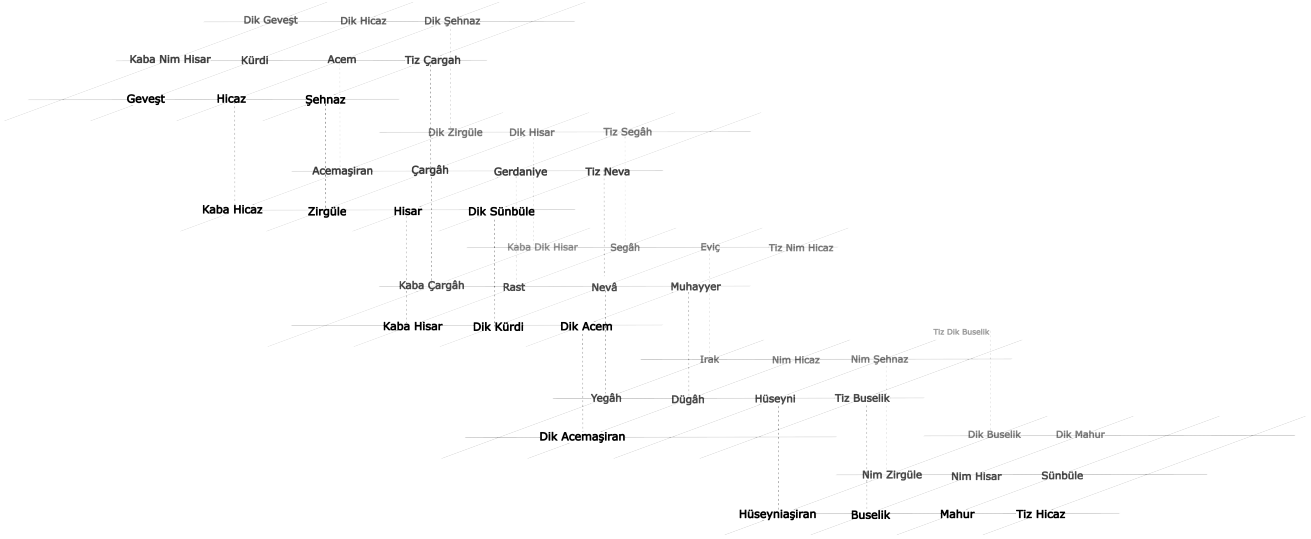 Dik Geveşt Dik Hicaz Dik Şehnaz
Kaba Nim Hisar Kürdi Acem Tiz Çargah
Geveşt Hicaz Şehnaz
Dik Zirgüle Dik Hisar Tiz Segâh
Acemaşiran Çargâh Gerdaniye Tiz Neva
Kaba Hicaz Zirgüle Hisar Dik Sünbüle
Kaba Dik Hisar Segâh Eviç Tiz Nim Hicaz
Kaba Çargâh Rast Nevâ Muhayyer
Kaba Hisar Dik Kürdi Dik Acem
Tiz Dik Buselik
Irak Nim Hicaz Nim Şehnaz
Yegâh Dügâh Hüseyni Tiz Buselik
Dik Acemaşiran
Dik Buselik Dik Mahur
Nim Zirgüle Nim Hisar Sünbüle
Hüseyniaşiran Buselik Mahur Tiz Hicaz